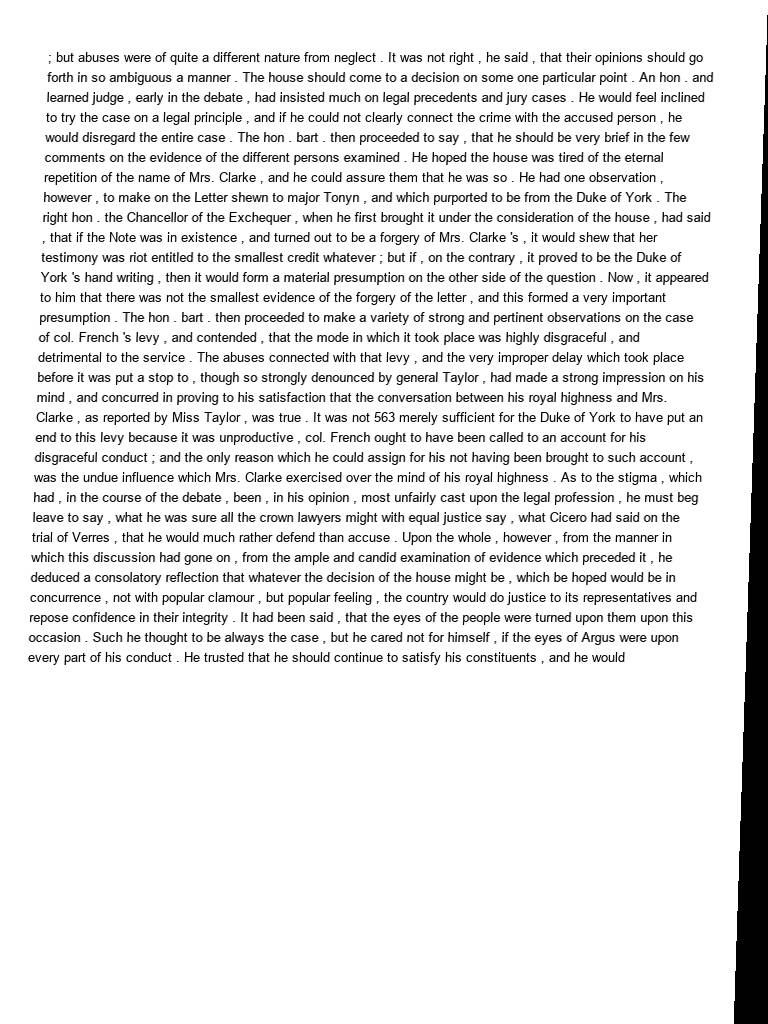 ; but abuses were of quite a different nature from neglect . It was not right , he said , that their opinions should go
forth in so ambiguous a manner . The house should come to a decision on some one particular point . An hon . and
learned judge , early in the debate , had insisted much on legal precedents and jury cases . He would feel inclined
to try the case on a legal principle , and if he could not clearly connect the crime with the accused person , he
would disregard the entire case . The hon . bart . then proceeded to say , that he should be very brief in the few
comments on the evidence of the different persons examined . He hoped the house was tired of the eternal
repetition of the name of Mrs. Clarke , and he could assure them that he was so . He had one observation ,
however , to make on the Letter shewn to major Tonyn , and which purported to be from the Duke of York . The
right hon . the Chancellor of the Exchequer , when he first brought it under the consideration of the house , had said
, that if the Note was in existence , and turned out to be a forgery of Mrs. Clarke 's , it would shew that her
testimony was riot entitled to the smallest credit whatever ; but if , on the contrary , it proved to be the Duke of
York 's hand writing , then it would form a material presumption on the other side of the question . Now , it appeared
to him that there was not the smallest evidence of the forgery of the letter , and this formed a very important
presumption . The hon . bart . then proceeded to make a variety of strong and pertinent observations on the case
of col. French 's levy , and contended , that the mode in which it took place was highly disgraceful , and
detrimental to the service . The abuses connected with that levy , and the very improper delay which took place
before it was put a stop to , though so strongly denounced by general Taylor , had made a strong impression on his
mind , and concurred in proving to his satisfaction that the conversation between his royal highness and Mrs.
Clarke , as reported by Miss Taylor , was true . It was not 563 merely sufficient for the Duke of York to have put an
end to this levy because it was unproductive , col. French ought to have been called to an account for his
disgraceful conduct ; and the only reason which he could assign for his not having been brought to such account ,
was the undue influence which Mrs. Clarke exercised over the mind of his royal highness . As to the stigma , which
had , in the course of the debate , been , in his opinion , most unfairly cast upon the legal profession , he must beg
leave to say , what he was sure all the crown lawyers might with equal justice say , what Cicero had said on the
trial of Verres , that he would much rather defend than accuse . Upon the whole , however , from the manner in
which this discussion had gone on , from the ample and candid examination of evidence which preceded it , he
deduced a consolatory reflection that whatever the decision of the house might be , which be hoped would be in
concurrence , not with popular clamour , but popular feeling , the country would do justice to its representatives and
repose confidence in their integrity . It had been said , that the eyes of the people were turned upon them upon this
occasion . Such he thought to be always the case , but he cared not for himself , if the eyes of Argus were upon
every part of his conduct . He trusted that he should continue to satisfy his constituents , and he would